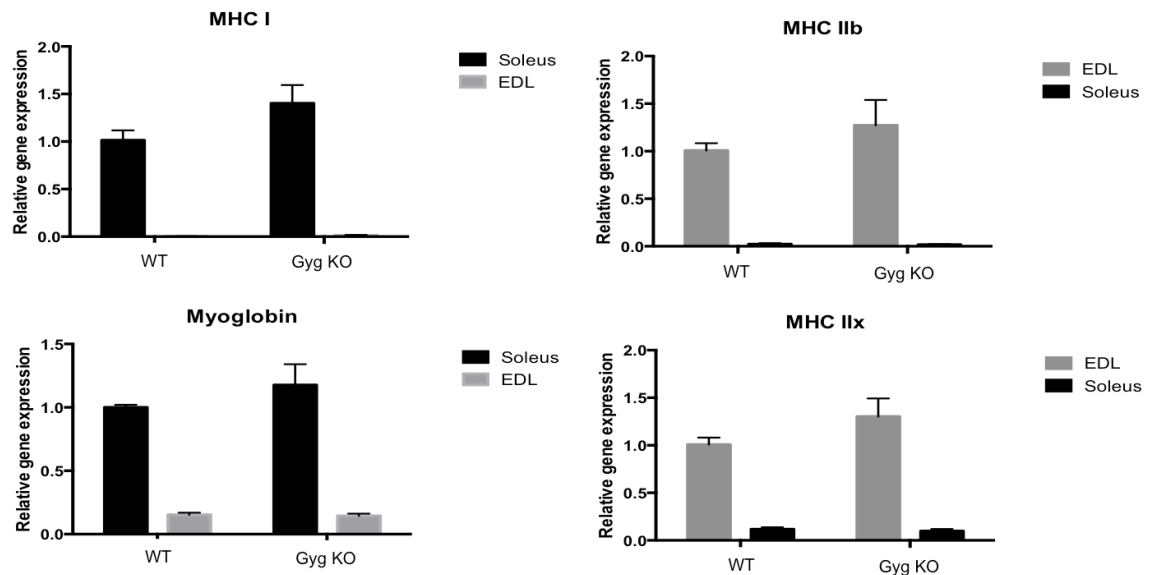 MHC I
Relative gene expression
2.0
1.5
1.0
0.5
0.0
WT
Gyg KO
Soleus
EDL
MHC IIb
Relative gene expression
2.0
1.5
1.0
0.5
0.0
WT
Gyg KO
EDL
Soleus
Myoglobin
Relative gene expression
1.5
1.0
0.5
0.0
WT
Gyg KO
Soleus
EDL
MHC IIx
Relative gene expression
2.0
1.5
1.0
0.5
0.0
WT
Gyg KO
EDL
Soleus